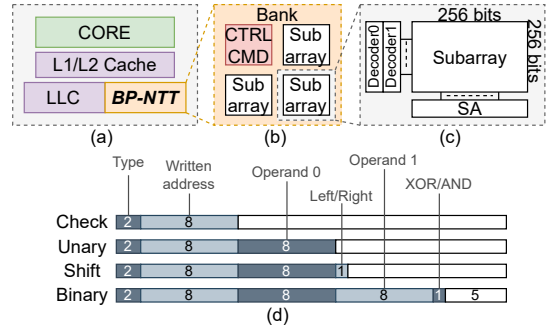 CORE
L1/L2 Cache
LLC
BP-NTT
(a)
Bank
CTRL
CMD
Sub
array
Sub
array
Sub
array
(b)
256 bits
256 bits
Decoder0
Decoder1
Subarray
SA
(c)
Type
Written
address
Operand 0
Left/Right
Operand 1
XOR/AND
Check 2 8
Unary 2 8 8
Shift 2 8 8 1
Binary 2 8 8 8 1 5
(d)